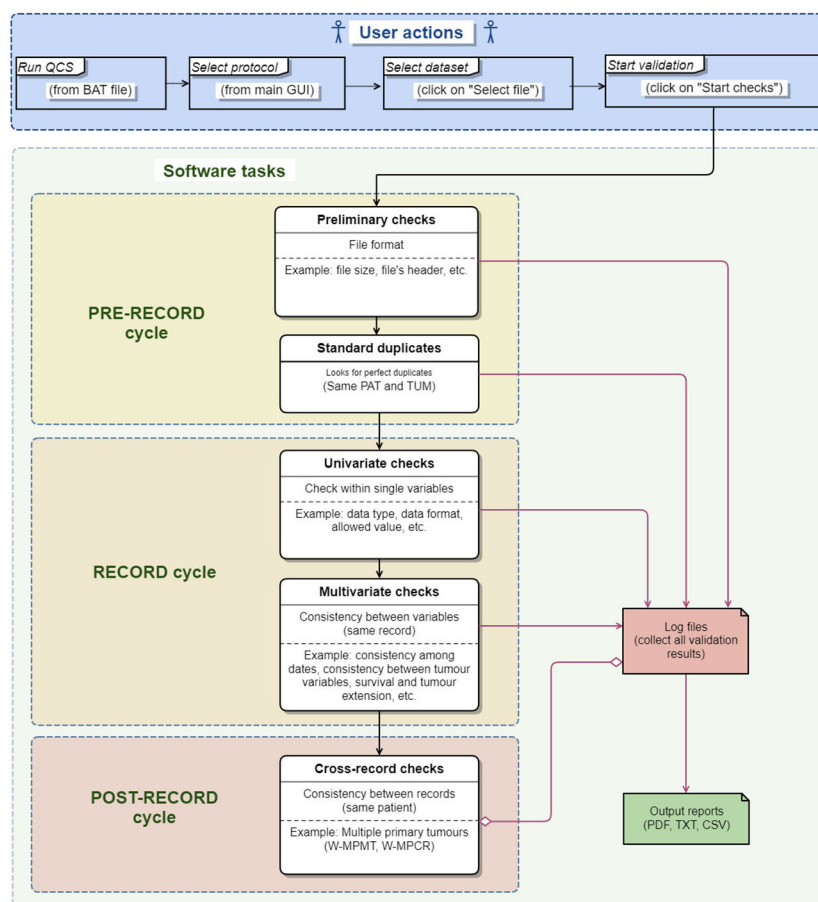 User actions
Run QCS
(from BAT file)
Select protocol
(from main GUI)
Select dataset
(click on "Select file")
Start validation
(click on "Start checks")
Software tasks
PRE-RECORD
cycle
Preliminary checks
File format
Example: file size, file's header, etc.
Standard duplicates
Looks for perfect duplicates
(Same PAT and TUM)
RECORD cycle
Univariate checks
Check within single variables
Example: data type, data format,
allowed value, etc.
Multivariate checks
Consistency between variables
(same record)
Example: consistency among
dates, consistency between tumour
variables, survival and tumour
extension, etc.
Log files
(collect all validation
results)
POST-RECORD
cycle
Cross-record checks
Consistency between records
(same patient)
Example: Multiple primary tumours
(W-MPMT, W-MPCR)
Output reports
(PDF, TXT, CSV)